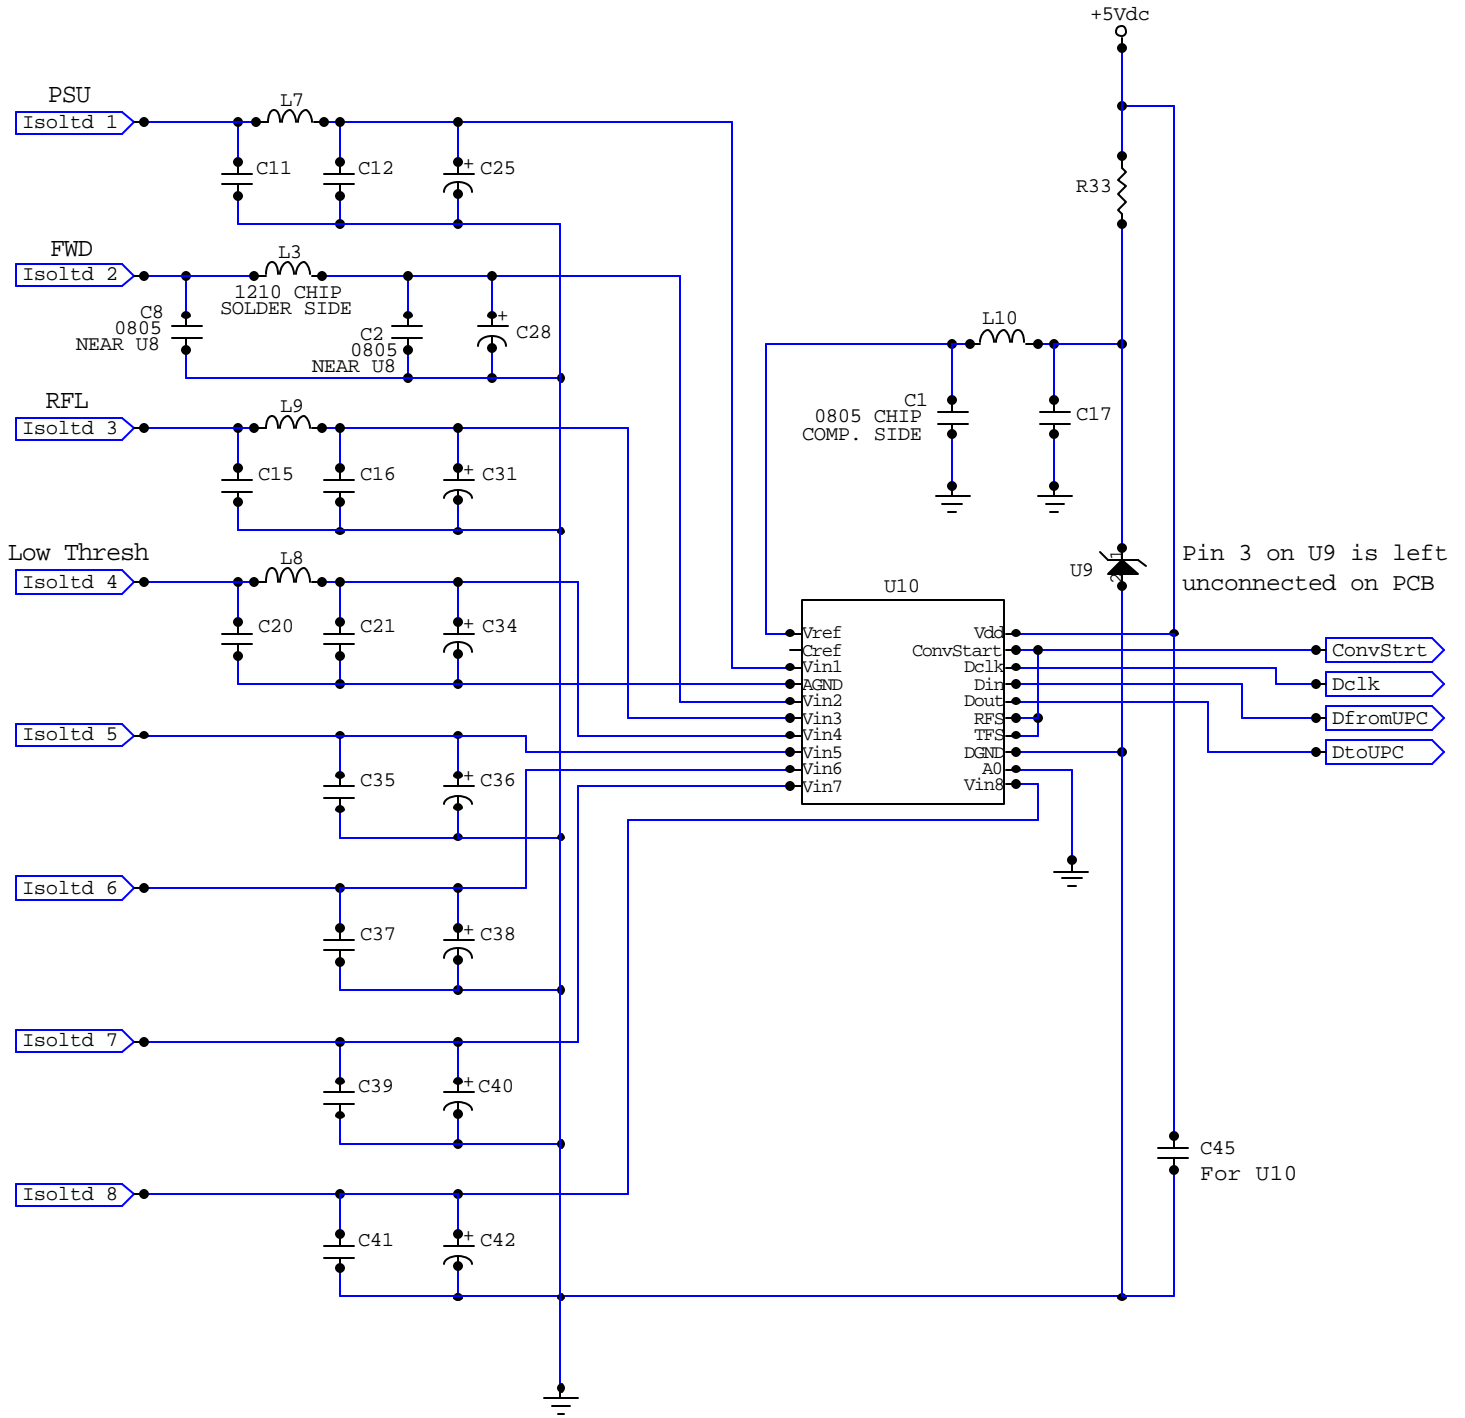 +5Vdc
PSU
Isoltd 1
L7
C11
C12
+
C25
R33
FWD
Isoltd 2
L3
1210 CHIP
SOLDER SIDE
C8
0805
NEAR U8
C2
0805
NEAR U8
+
C28
L10
C1
0805 CHIP
COMP. SIDE
C17
RFL
Isoltd 3
L9
C15
C16
+
C31
Low Thresh
Isoltd 4
L8
C20
C21
+
C34
U9
1
2
Pin 3 on U9 is left
unconnected on PCB
U10
Vref
Cref
Vin1
AGND
Vin2
Vin3
Vin4
Vin5
Vin6
Vin7
Vdd
ConvStart
Dclk
Din
Dout
RFS
TFS
DGND
A0
Vin8
ConvStrt
Dclk
DfromUPC
DtoUPC
Isoltd 5
C35
+
C36
Isoltd 6
C37
+
C38
Isoltd 7
C39
+
C40
Isoltd 8
C41
+
C42
C45
For U10